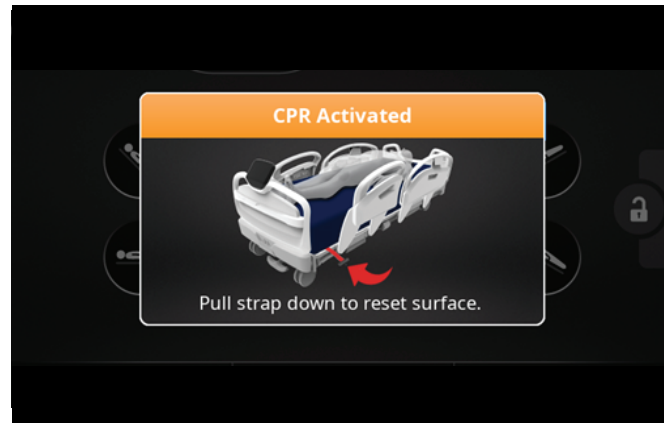 CPR Activated
Pull strap down to reset surface.